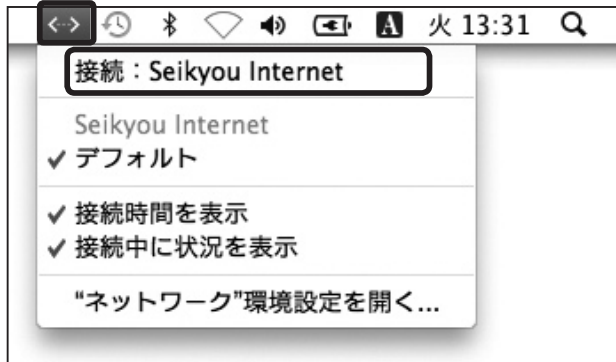 <··> A 火 13:31
接続：Seikyou Internet
Seikyou Internet
✓ デフォルト
✓ 接続時間を表示
✓ 接続中に状況を表示
“ネットワーク”環境設定を開く...